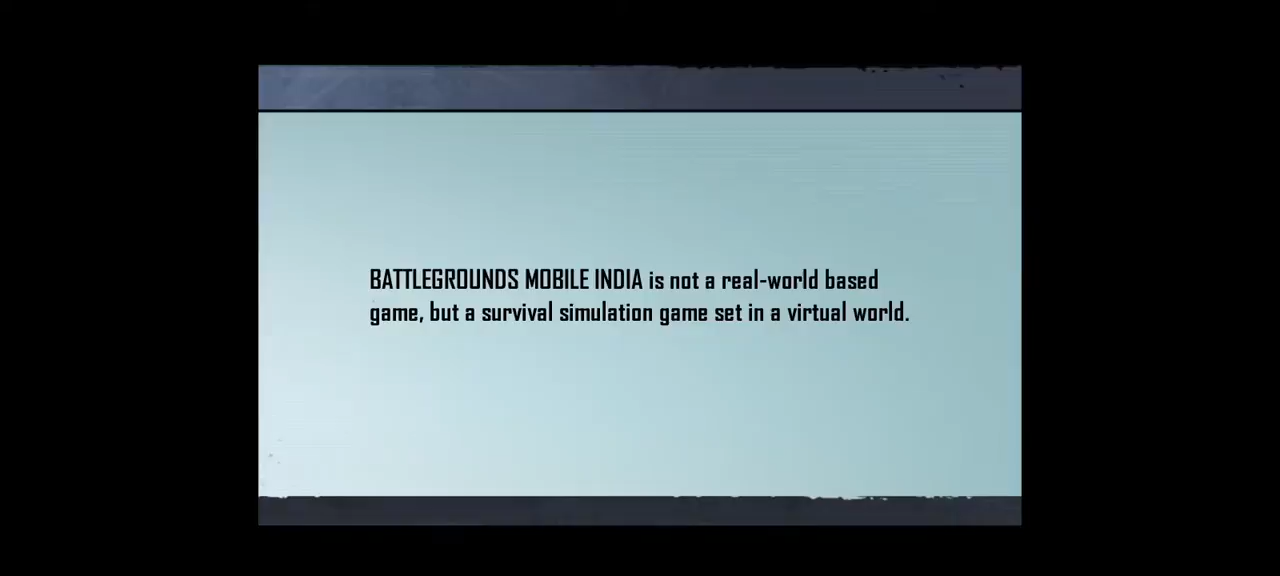 BATTLEGROUNDS MOBILE INDIA is not a real-world based
game, but a survival simulation game set in a virtual world.